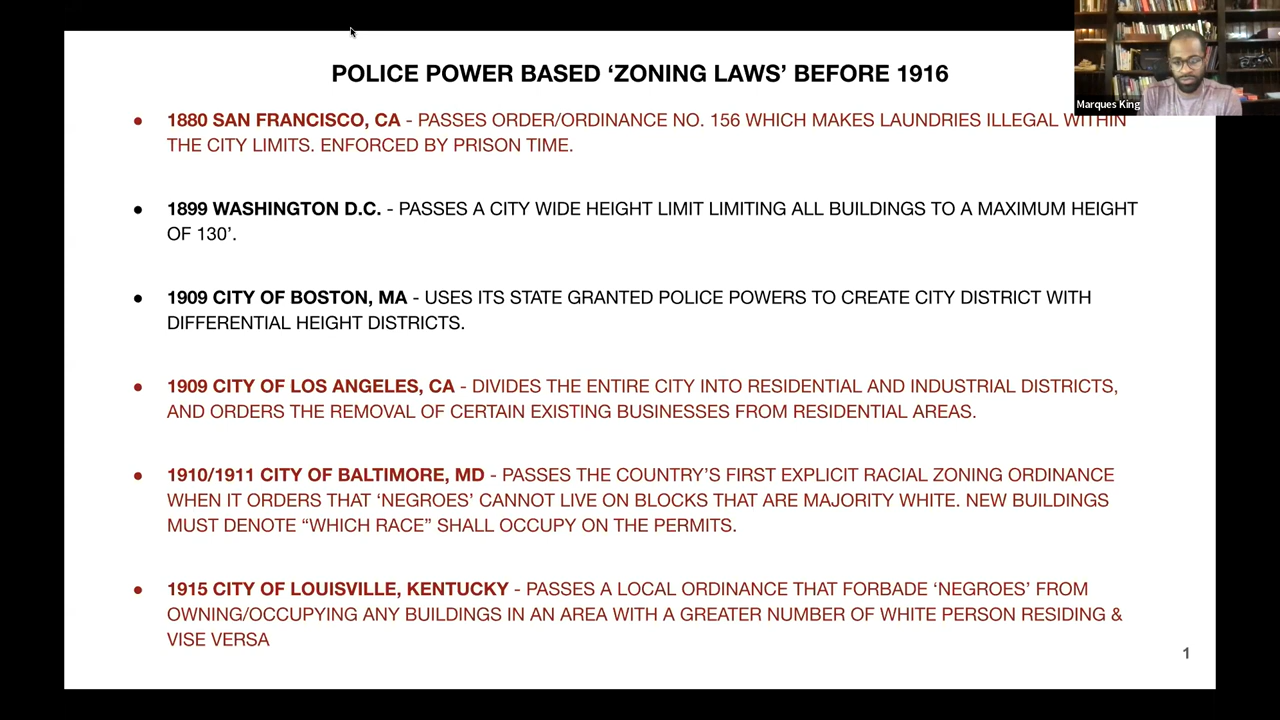 POLICE POWER BASED ‘ZONING LAWS’ BEFORE 1916
Marques King
• 1880 SAN FRANCISCO, CA - PASSES ORDER/ORDINANCE NO. 156 WHICH MAKES LAUNDRIES ILLEGAL WITHIN
THE CITY LIMITS. ENFORCED BY PRISON TIME.
• 1899 WASHINGTON D.C. - PASSES A CITY WIDE HEIGHT LIMIT LIMITING ALL BUILDINGS TO A MAXIMUM HEIGHT
OF 130’.
• 1909 CITY OF BOSTON, MA - USES ITS STATE GRANTED POLICE POWERS TO CREATE CITY DISTRICT WITH
DIFFERENTIAL HEIGHT DISTRICTS.
• 1909 CITY OF LOS ANGELES, CA - DIVIDES THE ENTIRE CITY INTO RESIDENTIAL AND INDUSTRIAL DISTRICTS,
AND ORDERS THE REMOVAL OF CERTAIN EXISTING BUSINESSES FROM RESIDENTIAL AREAS.
• 1910/1911 CITY OF BALTIMORE, MD - PASSES THE COUNTRY’S FIRST EXPLICIT RACIAL ZONING ORDINANCE
WHEN IT ORDERS THAT ‘NEGROES’ CANNOT LIVE ON BLOCKS THAT ARE MAJORITY WHITE. NEW BUILDINGS
MUST DENOTE “WHICH RACE” SHALL OCCUPY ON THE PERMITS.
• 1915 CITY OF LOUISVILLE, KENTUCKY - PASSES A LOCAL ORDINANCE THAT FORBADE ‘NEGROES’ FROM
OWNING/OCCUPYING ANY BUILDINGS IN AN AREA WITH A GREATER NUMBER OF WHITE PERSON RESIDING &
VISE VERSA
1